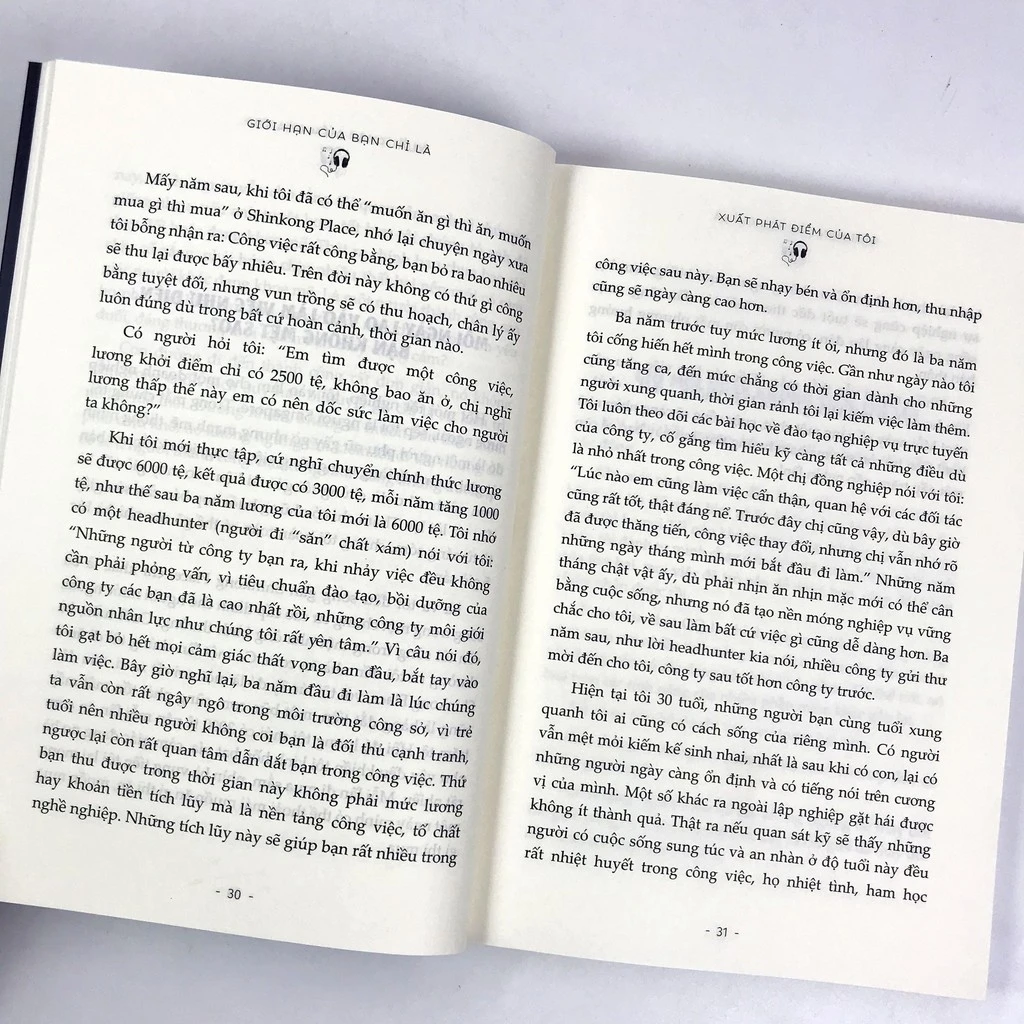 GIỚI HẠN CỦA BẠN CHỈ LÀ
Mấy năm sau, khi tôi đã có thể “muốn ăn gì thì ăn, muốn
mua gì thì mua” ở Shinkong Place, nhớ lại chuyện ngày xưa
tôi bỗng nhận ra: Công việc rất công bằng, bạn bỏ ra bao nhiêu
sẽ thu lại được bấy nhiêu. Trên đời này không có thứ gì công
bằng tuyệt đối, nhưng vun trồng sẽ có thu hoạch, chân lý ấy
luôn đúng dù trong bất cứ hoàn cảnh, thời gian nào.
Có người hỏi tôi: “Em tìm được một công việc,
lương khởi điểm chỉ có 2500 tệ, không bao ăn ở, chị nghĩ
lương thấp thế này em có nên dốc sức làm việc cho người
ta không?”
Khi tôi mới thực tập, cứ nghĩ chuyển chính thức lương
sẽ được 6000 tệ, kết quả được có 3000 tệ, mỗi năm tăng 1000
tệ, như thế sau ba năm lương của tôi mới là 6000 tệ. Tôi nhớ
có một headhunter (người đi “săn” chất xám) nói với tôi:
“Những người từ công ty bạn ra, khi nhảy việc đều không
cần phải phỏng vấn, vì tiêu chuẩn đào tạo, bồi dưỡng của
công ty các bạn đã là cao nhất rồi, những công ty môi giới
nguồn nhân lực như chúng tôi rất yên tâm.” Vì câu nói đó,
tôi gạt bỏ hết mọi cảm giác thất vọng ban đầu, bắt tay vào
làm việc. Bây giờ nghĩ lại, ba năm đầu đi làm là lúc chúng
ta vẫn còn rất ngây ngô trong môi trường công sở, vì trẻ
tuổi nên nhiều người không coi bạn là đối thủ cạnh tranh,
ngược lại còn rất quan tâm dẫn dắt bạn trong công việc. Thứ
bạn thu được trong thời gian này không phải mức lương
hay khoản tiền tích lũy mà là nền tảng công việc, tố chất
nghề nghiệp. Những tích lũy này sẽ giúp bạn rất nhiều trong
- 30 -
XUẤT PHÁT ĐIỂM CỦA TÔI
công việc sau này. Bạn sẽ nhạy bén và ổn định hơn, thu nhập
cũng sẽ ngày càng cao hơn.
Ba năm trước tuy mức lương ít ỏi, nhưng đó là ba năm
tôi cống hiến hết mình trong công việc. Gần như ngày nào tôi
cũng tăng ca, đến mức chẳng có thời gian dành cho những
người xung quanh, thời gian rảnh tôi lại kiếm việc làm thêm.
Tôi luôn theo dõi các bài học về đào tạo nghiệp vụ trực tuyến
của công ty, cố gắng tìm hiểu kỹ càng tất cả những điều dù
là nhỏ nhất trong công việc. Một chị đồng nghiệp nói với tôi:
“Lúc nào em cũng làm việc cẩn thận, quan hệ với các đối tác
cũng rất tốt, thật đáng nể. Trước đây chị cũng vậy, dù bây giờ
đã được thăng tiến, công việc thay đổi, nhưng chị vẫn nhớ rõ
những ngày tháng mình mới bắt đầu đi làm.” Những năm
tháng chật vật ấy, dù phải nhịn ăn nhịn mặc mới có thể cân
bằng cuộc sống, nhưng nó đã tạo nền móng nghiệp vụ vững
chắc cho tôi, về sau làm bất cứ việc gì cũng dễ dàng hơn. Ba
năm sau, như lời headhunter kia nói, nhiều công ty gửi thư
mời đến cho tôi, công ty sau tốt hơn công ty trước.
Hiện tại tôi 30 tuổi, những người bạn cùng tuổi xung
quanh tôi ai cũng có cách sống của riêng mình. Có người
vẫn mệt mỏi kiếm kế sinh nhai, nhất là sau khi có con, lại có
những người ngày càng ổn định và có tiếng nói trên cương
vị của mình. Một số khác ra ngoài lập nghiệp gặt hái được
không ít thành quả. Thật ra nếu quan sát kỹ sẽ thấy những
người có cuộc sống sung túc và an nhàn ở độ tuổi này đều
rất nhiệt huyết trong công việc, họ nhiệt tình, ham học
- 31 -